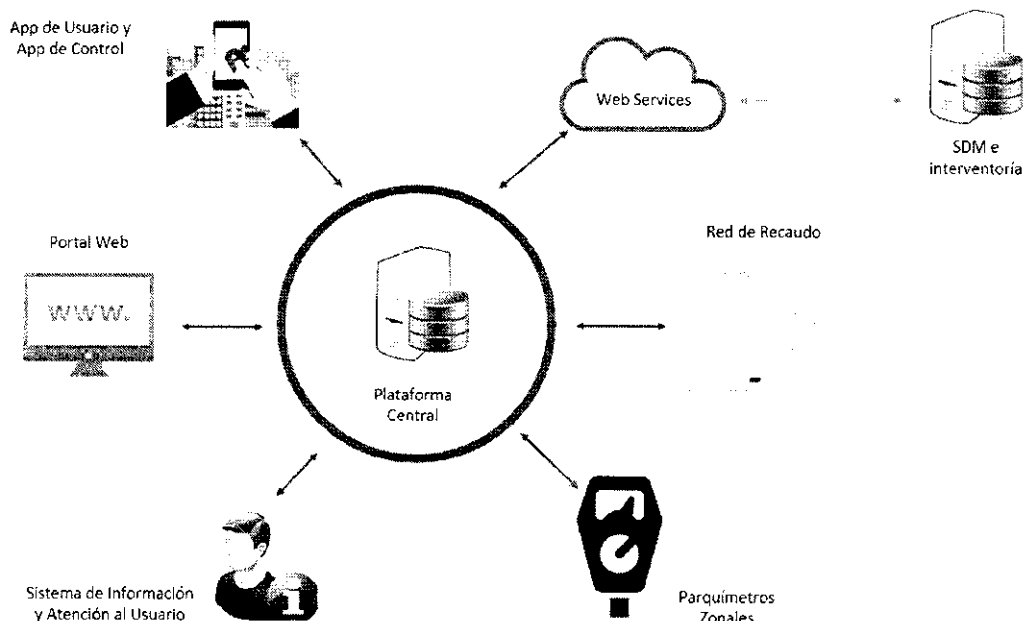 App de Usuario y
App de Control
Web Services
SDM e
interventoría
Portal Web
www.
Red de Recaudo
Plataforma
Central
Sistema de Información
y Atención al Usuario
i
Parquímetros
Zonales